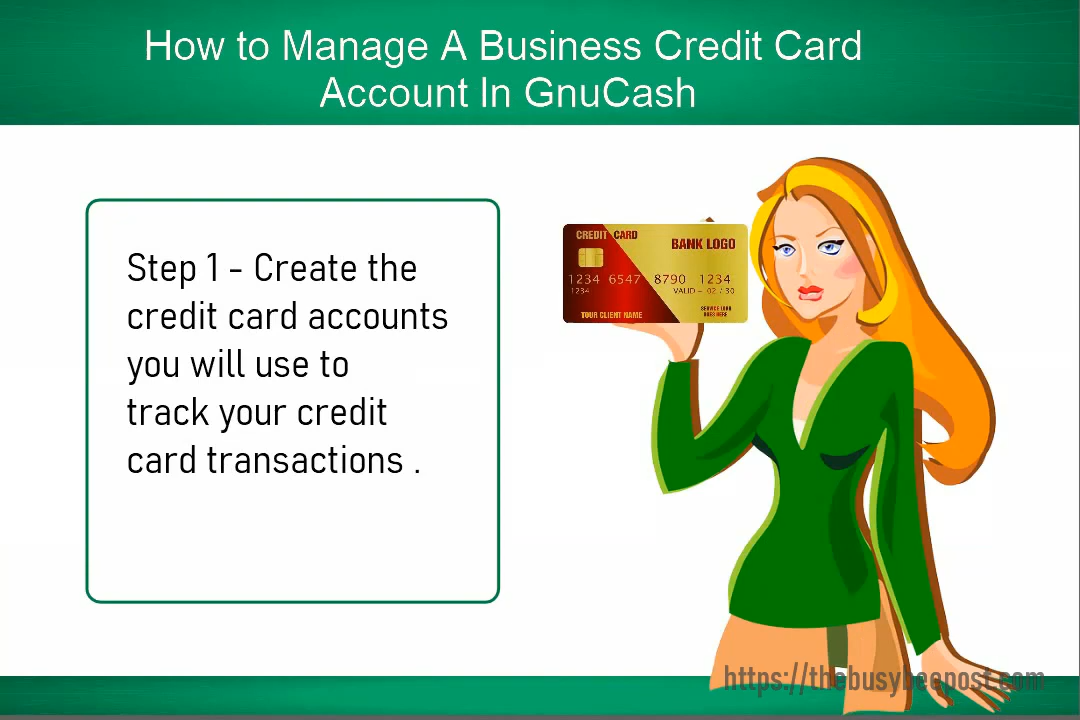 How to Manage A Business Credit Card
Account In GnuCash
Step 1 - Create the
credit card accounts
you will use to
track your credit
card transactions .
CREDIT CARD
BANK LOGO
1234 6547 8790 1234
1234
VALID – 02 / 30
YOUR CLIENT NAME
https://thebusybeepost.com